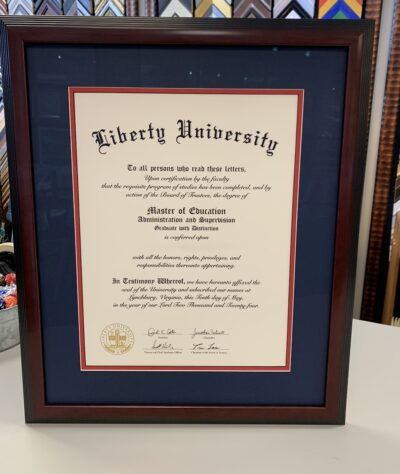 Liberty University
To all persons who read these letters,
Upon certification by the faculty
that the requisite program of studies has been completed, and by
action of the Board of Trustees, the degree of
Master of Education
Administration and Supervision
Graduate with Distinction
is conferred upon
with all the honors, rights, privileges, and
responsibilities thereunto appertaining.
In Testimony Whereof, we have hereunto affixed the
seal of the University and subscribed our names at
Lynchburg, Virginia, this Tenth day of May,
in the year of our Lord Two Thousand and Twenty-four.